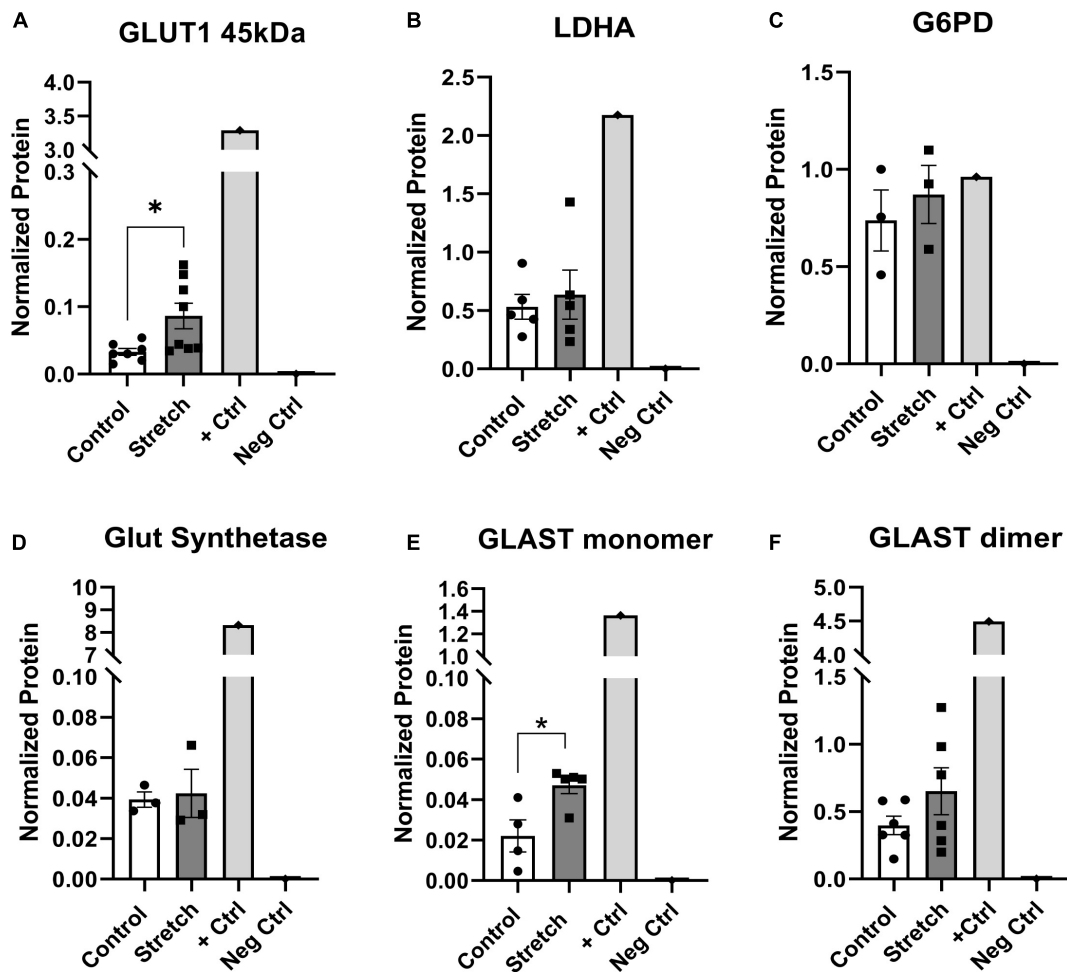 A
GLUT1 45kDa
Normalized Protein
4.0
3.5
3.0
0.3
0.2
0.1
0.0
*
Control
Stretch
+ Ctrl
Neg Ctrl
B
LDHA
Normalized Protein
2.5
2.0
1.5
1.0
0.5
0.0
Control
Stretch
+ Ctrl
Neg Ctrl
C
G6PD
Normalized Protein
1.5
1.0
0.5
0.0
Control
Stretch
+ Ctrl
Neg Ctrl
D
Glut Synthetase
Normalized Protein
10
9
8
7
0.10
0.08
0.06
0.04
0.02
0.00
Control
Stretch
+ Ctrl
Neg Ctrl
E
GLAST monomer
Normalized Protein
1.6
1.4
1.2
1.0
0.10
0.08
0.06
0.04
0.02
0.00
*
Control
Stretch
+ Ctrl
Neg Ctrl
F
GLAST dimer
Normalized Protein
5.0
4.5
4.0
1.5
1.0
0.5
0.0
Control
Stretch
+Ctrl
Neg Ctrl